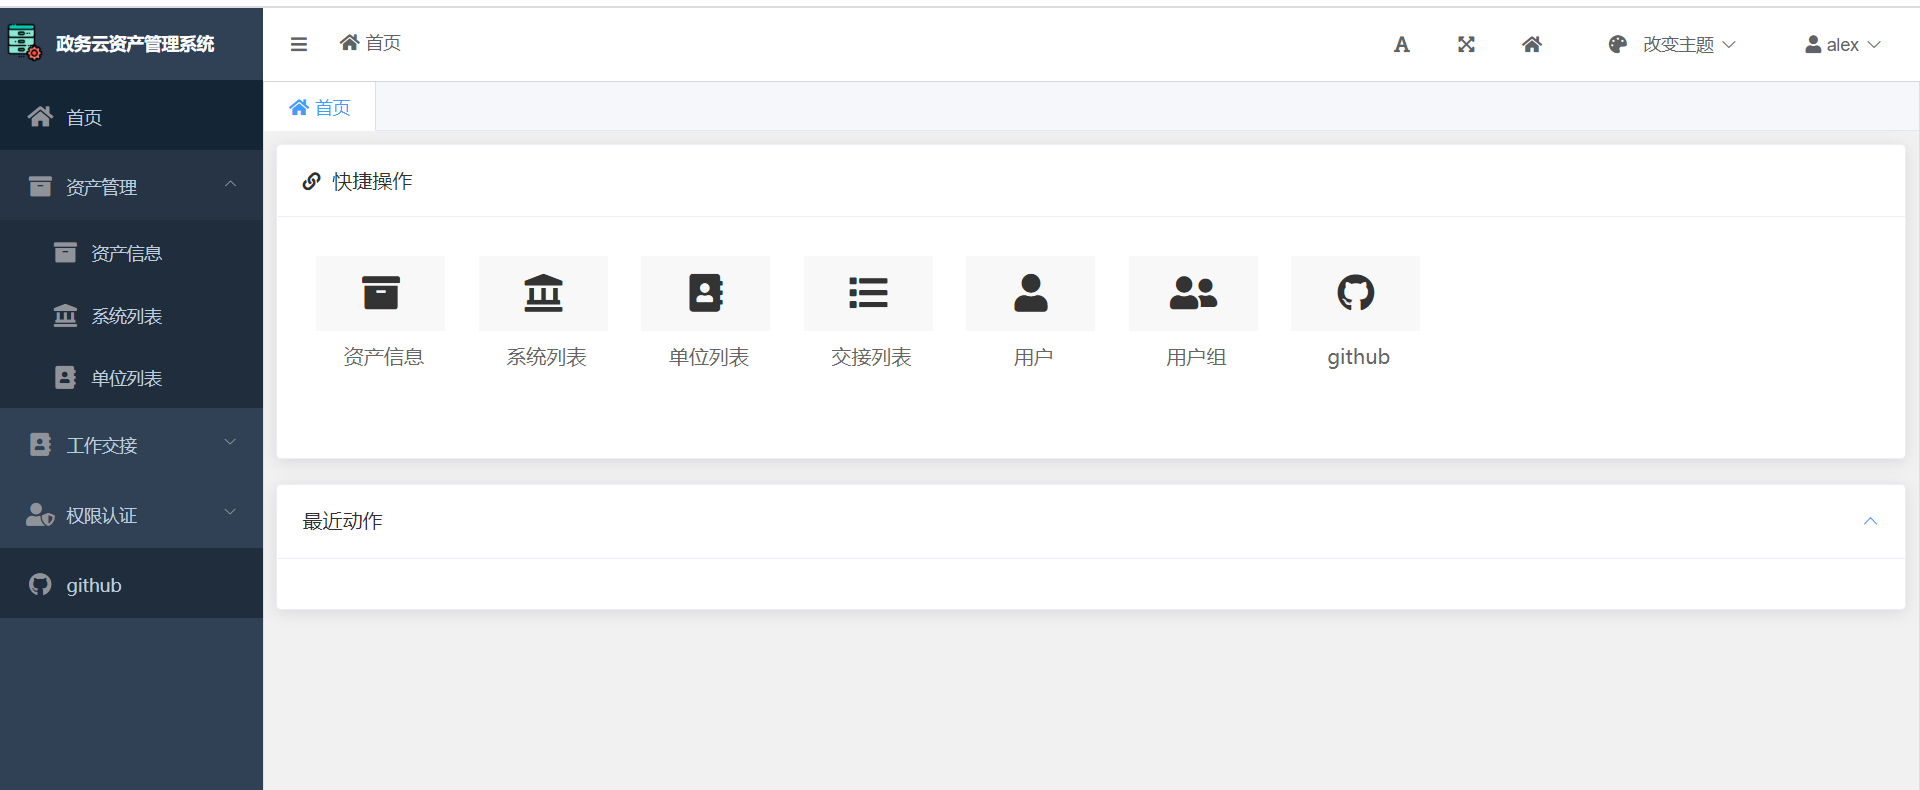 政务云资产管理系统
首页
改变主题
alex
首页
首页
资产管理
资产信息
系统列表
单位列表
工作交接
权限认证
github
快捷操作
资产信息
系统列表
单位列表
交接列表
用户
用户组
github
最近动作